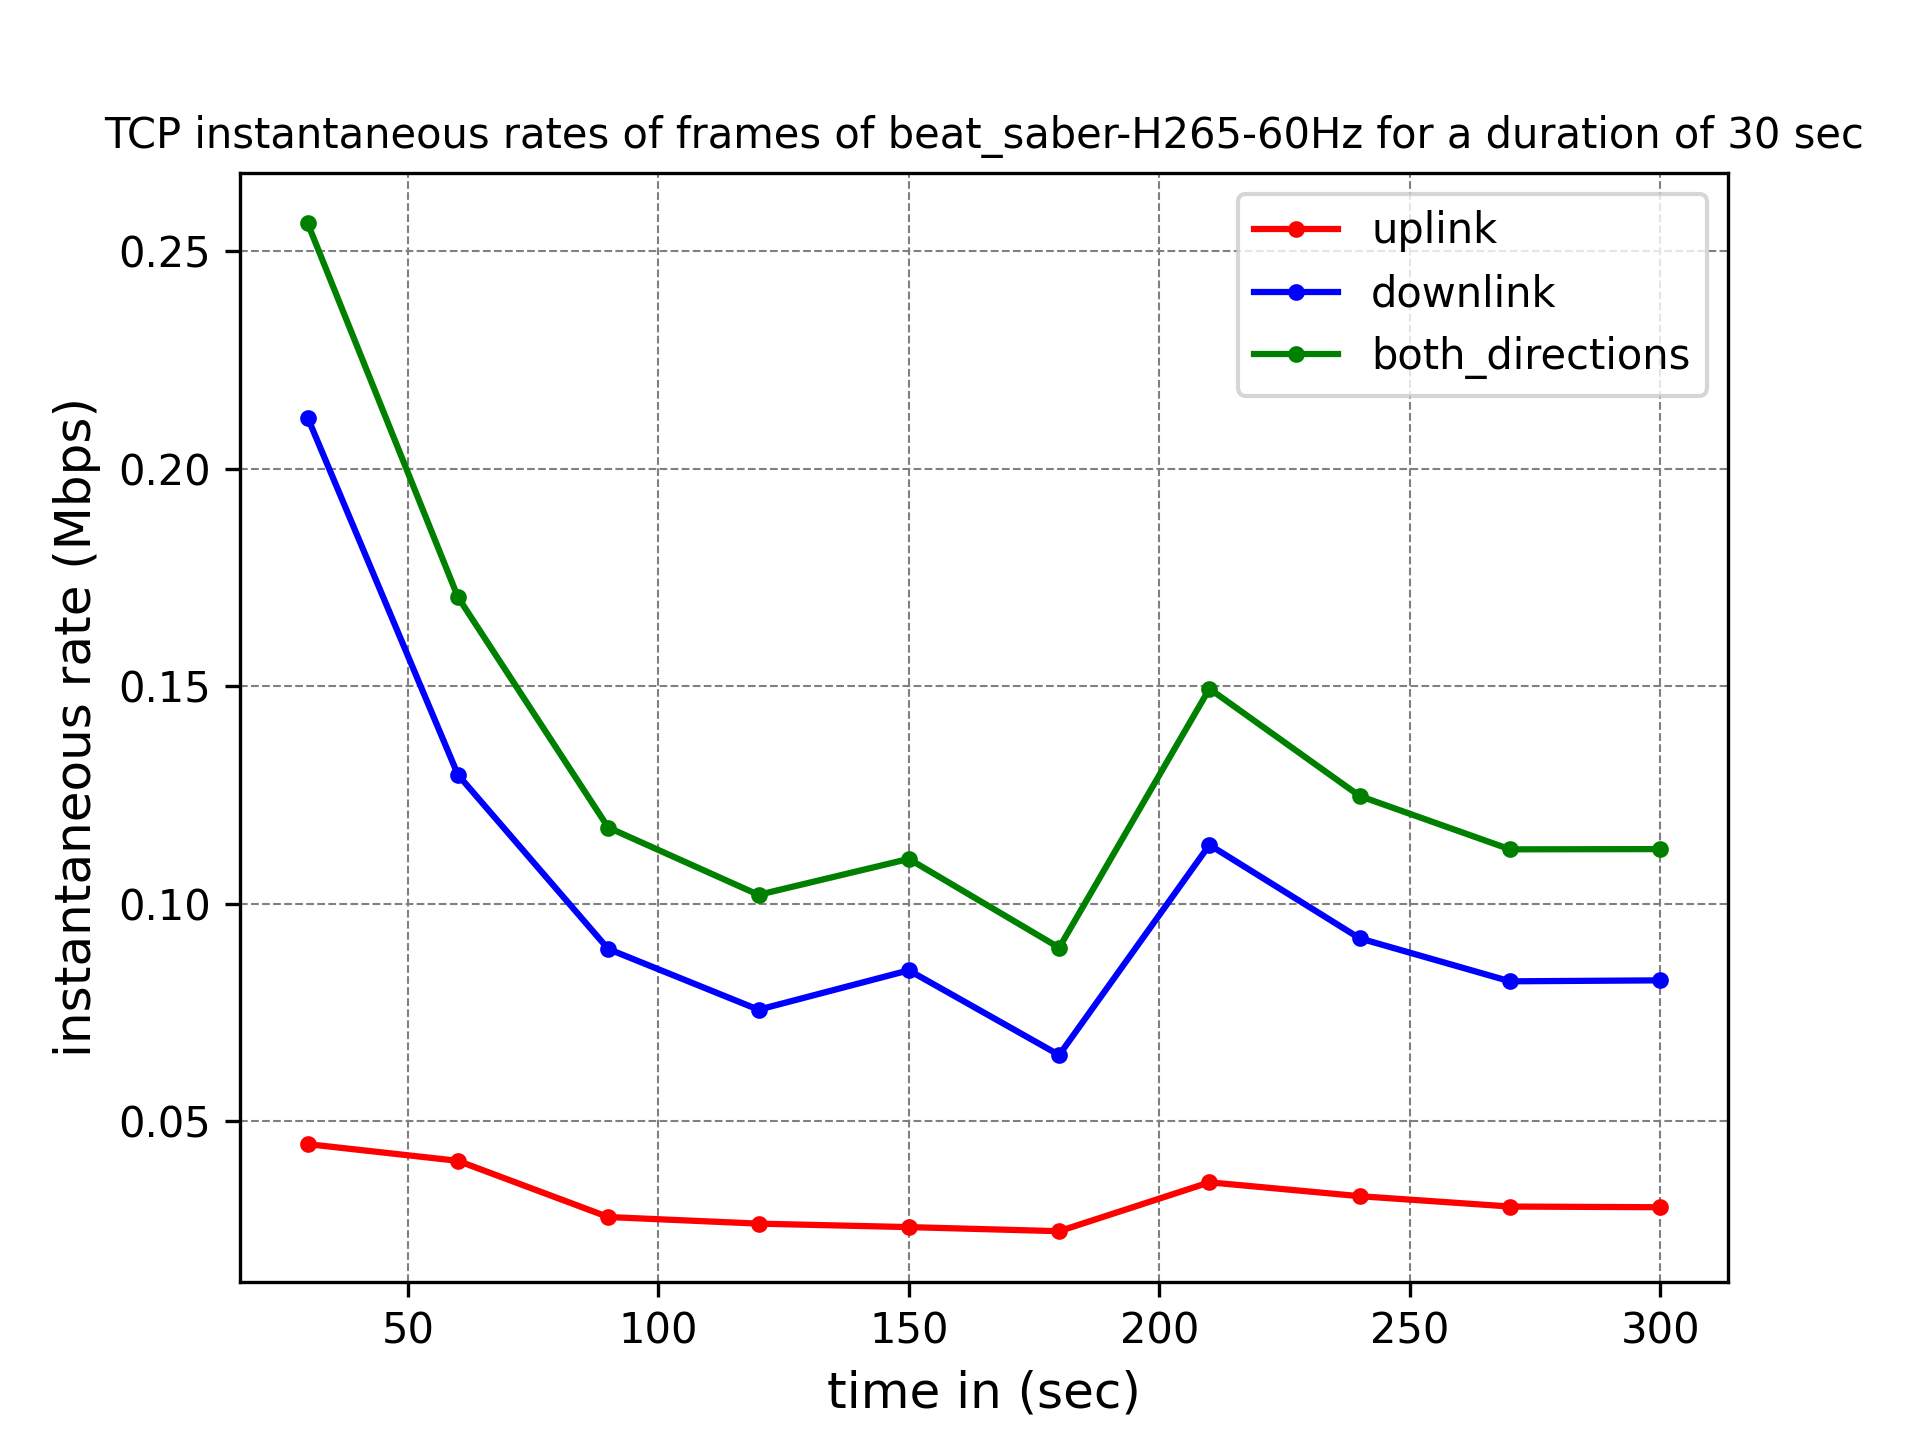 TCP instantaneous rates of frames of beat_saber-H265-60Hz for a duration of 30 sec
uplink
downlink
both_directions
instantaneous rate (Mbps)
0.25
0.20
0.15
0.10
0.05
50 100 150 200 250 300
time in (sec)